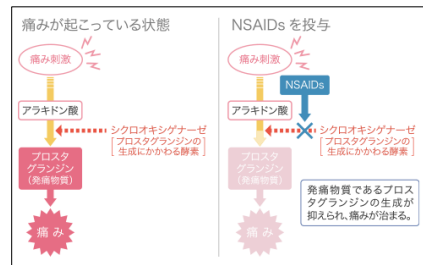 痛みが起こっている状態
痛み刺激
アラキドン酸
シクロオキシゲナーゼ
[プロスタグランジンの
生成にかかわる酵素]
プロスタ
グランジン
(発痛物質)
痛み
NSAIDsを投与
痛み刺激
NSAIDs
アラキドン酸
シクロオキシゲナーゼ
[プロスタグランジンの
生成にかかわる酵素]
プロスタ
グランジン
(発痛物質)
痛み
発痛物質であるプロス
タグランジンの生成が
抑えられ、痛みが治まる。